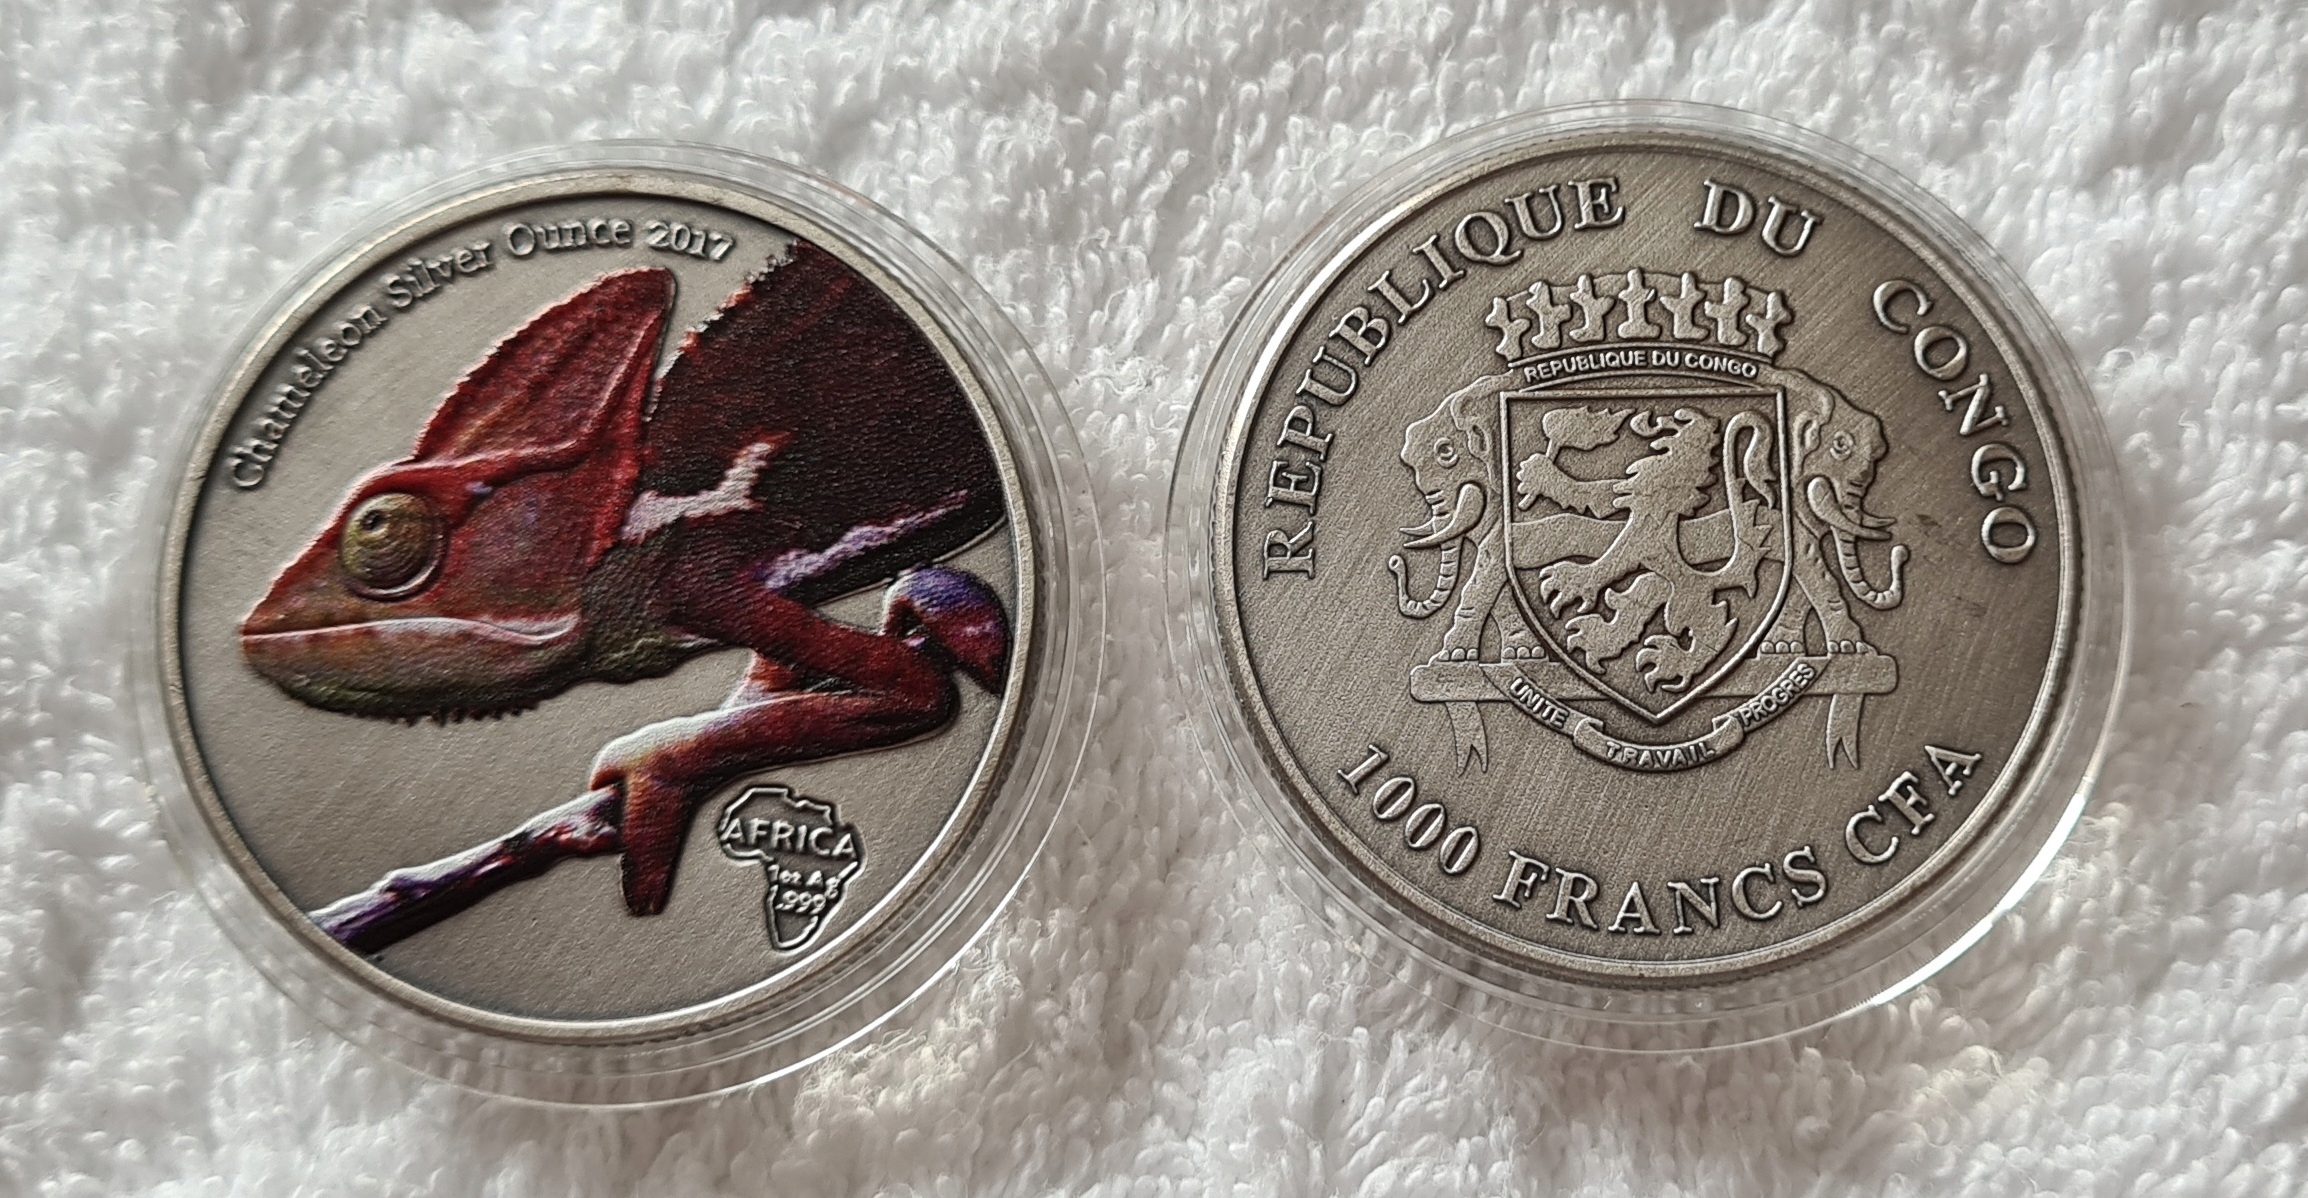 Chameleon Silver Ounce 2017
AFRICA
1oz Ag
.999
REPUBLIQUE DU CONGO
REPUBLIQUE DU CONGO
UNITE TRAVAIL PROGRES
1000 FRANCS CFA